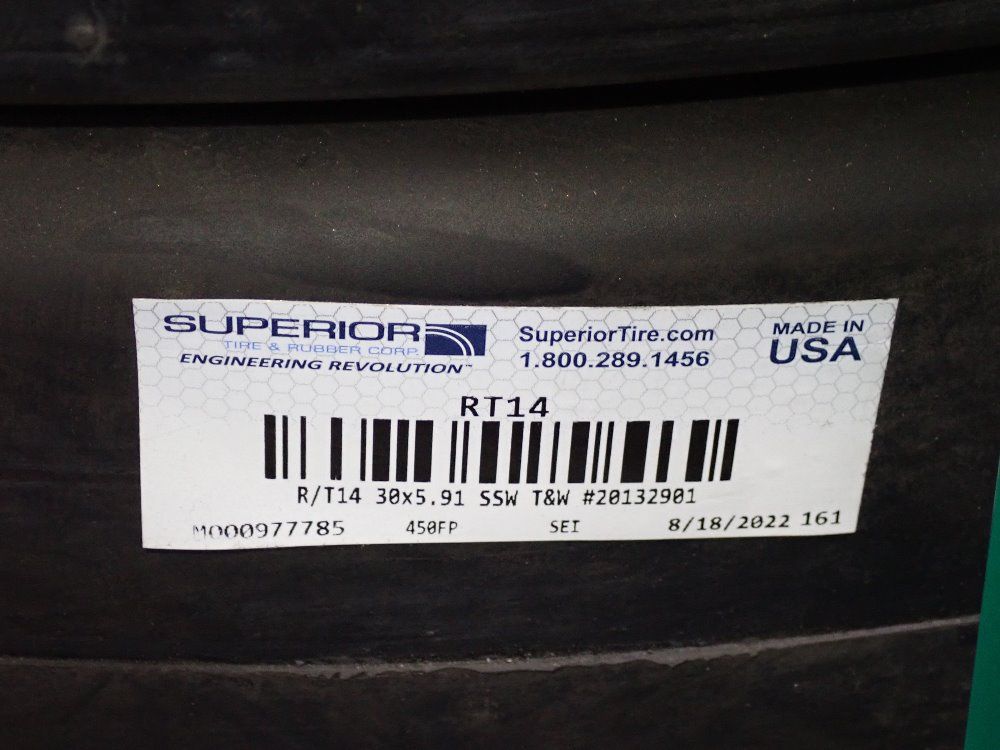 SUPERIOR
TIRE & RUBBER CORP.
ENGINEERING REVOLUTION™
SuperiorTire.com
1.800.289.1456
MADE IN
USA
RT14
R/T14 30x5.91 SSW T&W #20132901
MO00977785 450FP SEI 8/18/2022 161